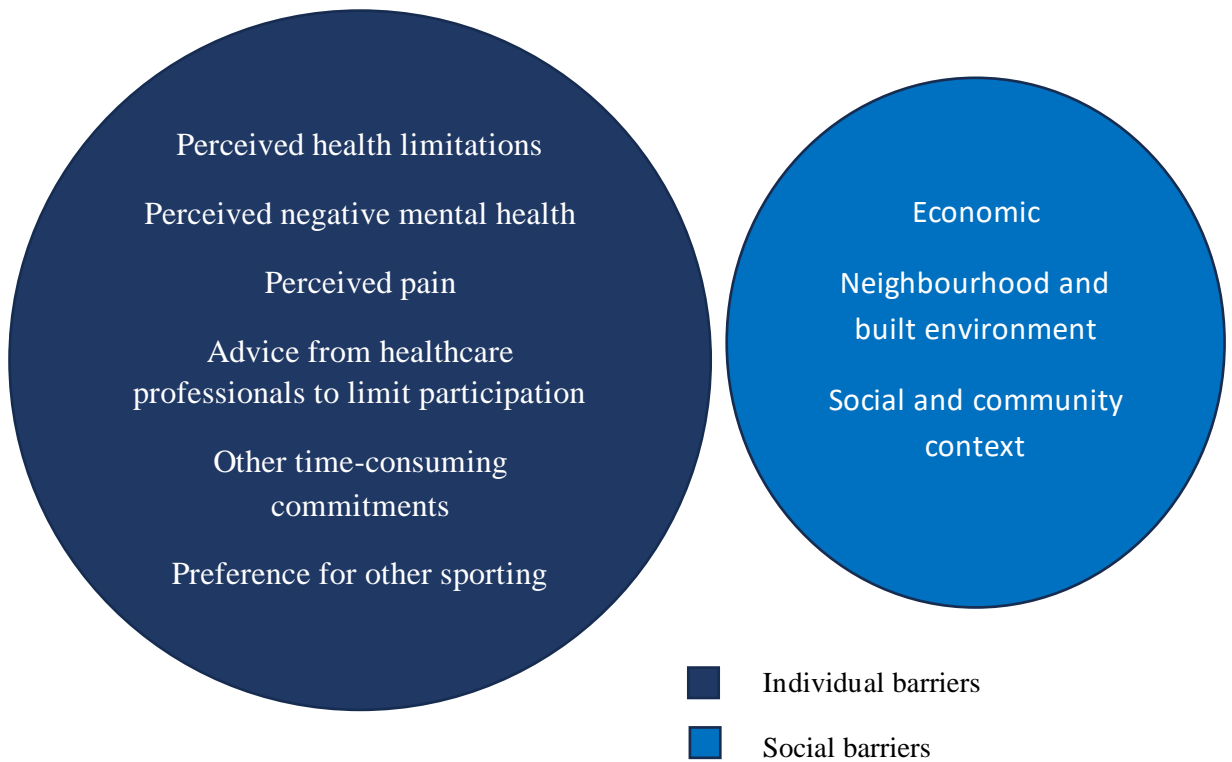 Perceived health limitations
Perceived negative mental health
Perceived pain
Advice from healthcare
professionals to limit participation
Other time-consuming
commitments
Preference for other sporting
Economic
Neighbourhood and
built environment
Social and community
context
Individual barriers
Social barriers